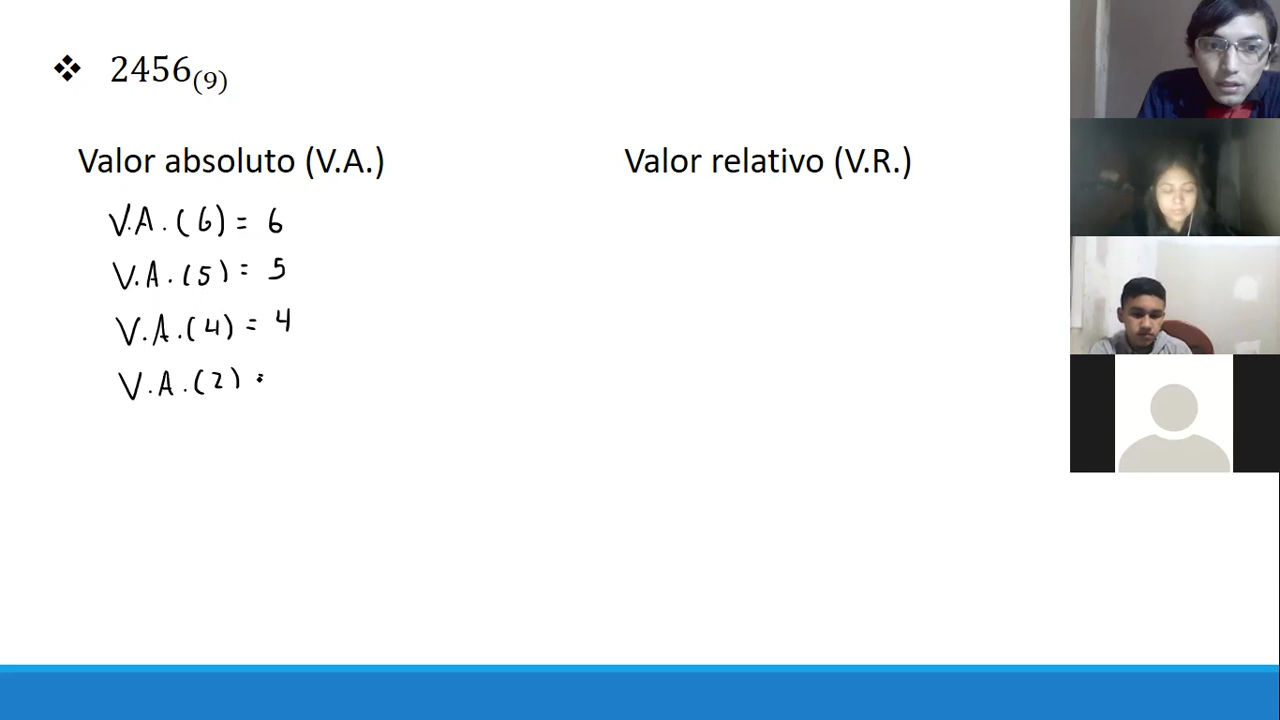 ❖ 2456(9)
Valor absoluto (V.A.)
Valor relativo (V.R.)
V.A.(6) = 6
V.A.(5) = 5
V.A.(4) = 4
V.A.(2) =